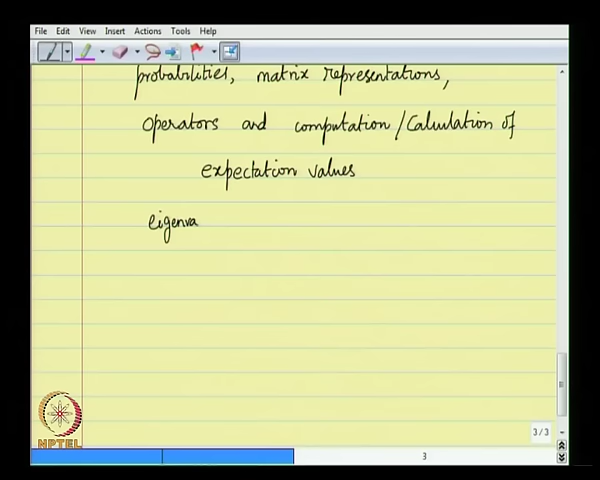 File Edit View Insert Actions Tools Help
probabilities, matrix representations,
Operators and computation/Calculation of
expectation values
eigenva
NPTEL
3/3
3